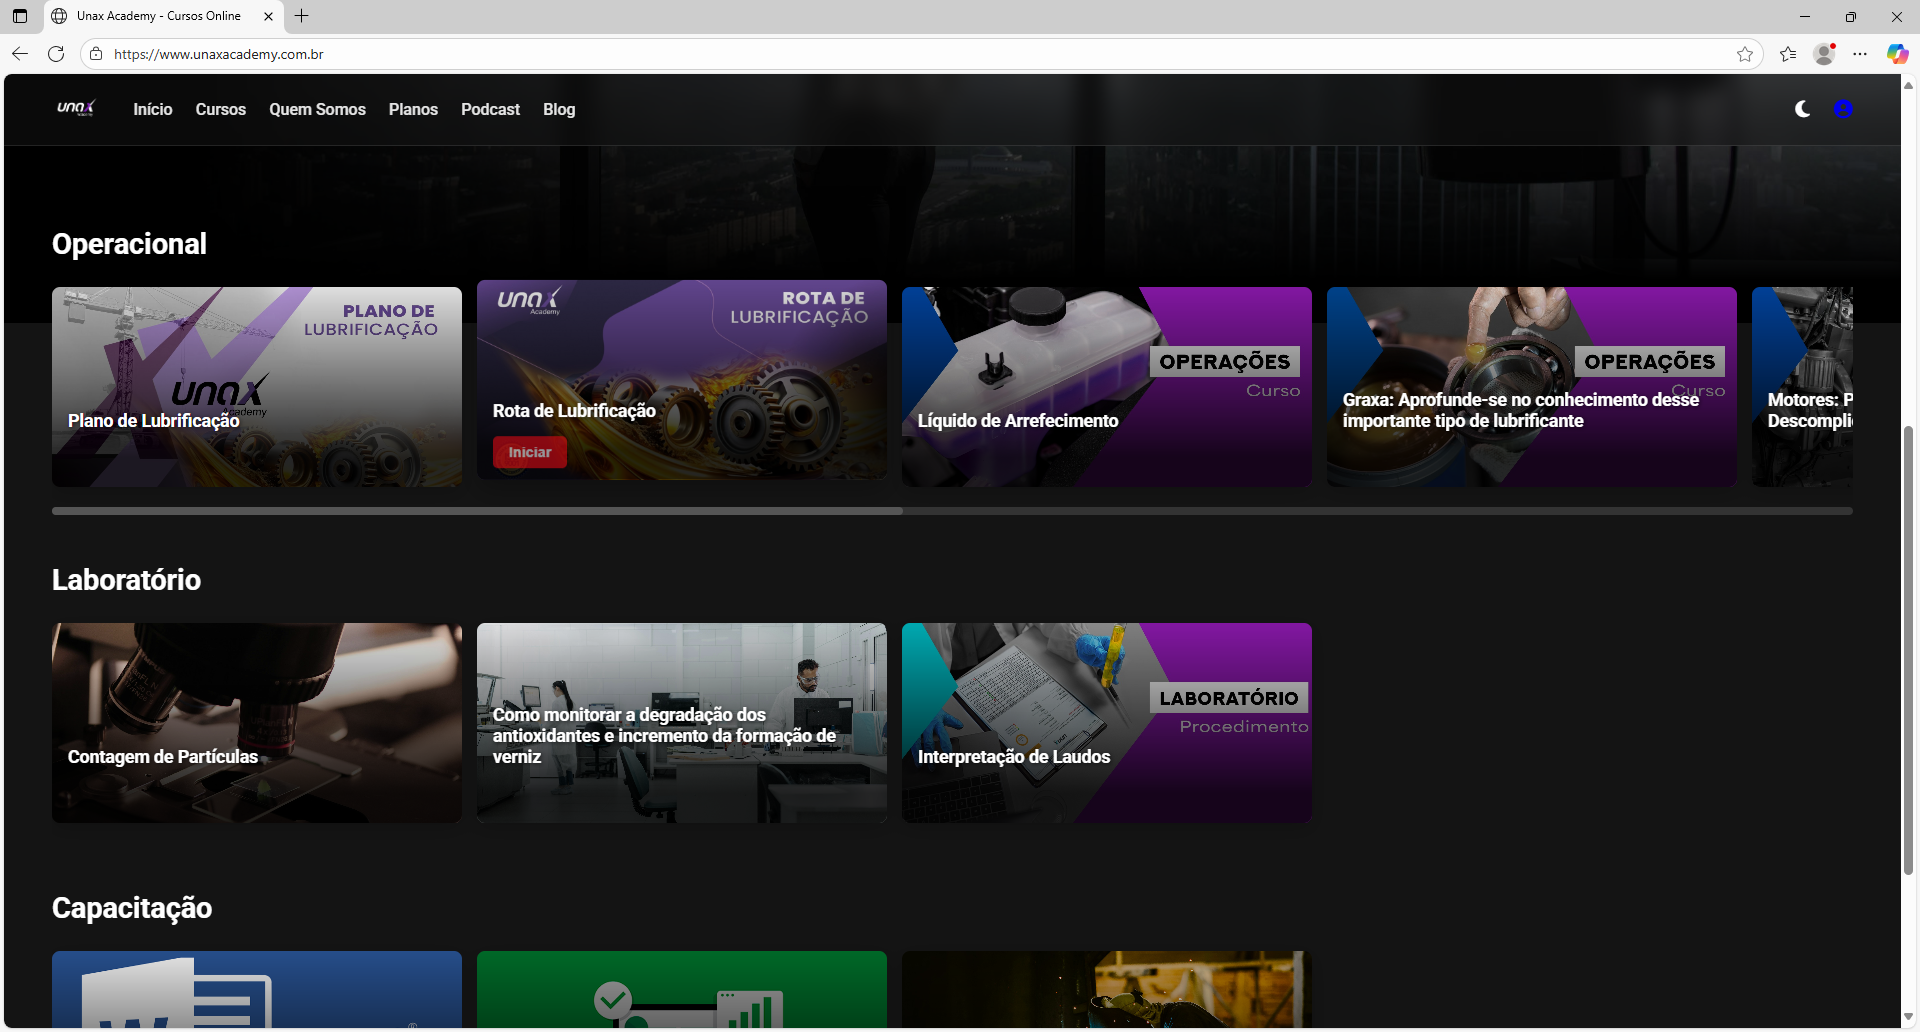 Unax Academy - Cursos Online
https://www.unaxacademy.com.br
unax
Academy
Início
Cursos
Quem Somos
Planos
Podcast
Blog
Operacional
PLANO DE
LUBRIFICAÇÃO
unax
Academy
Plano de Lubrificação
unax
Academy
ROTA DE
LUBRIFICAÇÃO
Rota de Lubrificação
Iniciar
OPERAÇÕES
Curso
Líquido de Arrefecimento
OPERAÇÕES
Curso
Graxa: Aprofunde-se no conhecimento desse
importante tipo de lubrificante
Motores: P
Descompli
Laboratório
Contagem de Partículas
Como monitorar a degradação dos
antioxidantes e incremento da formação de
verniz
LABORATÓRIO
Procedimento
Interpretação de Laudos
Capacitação
W